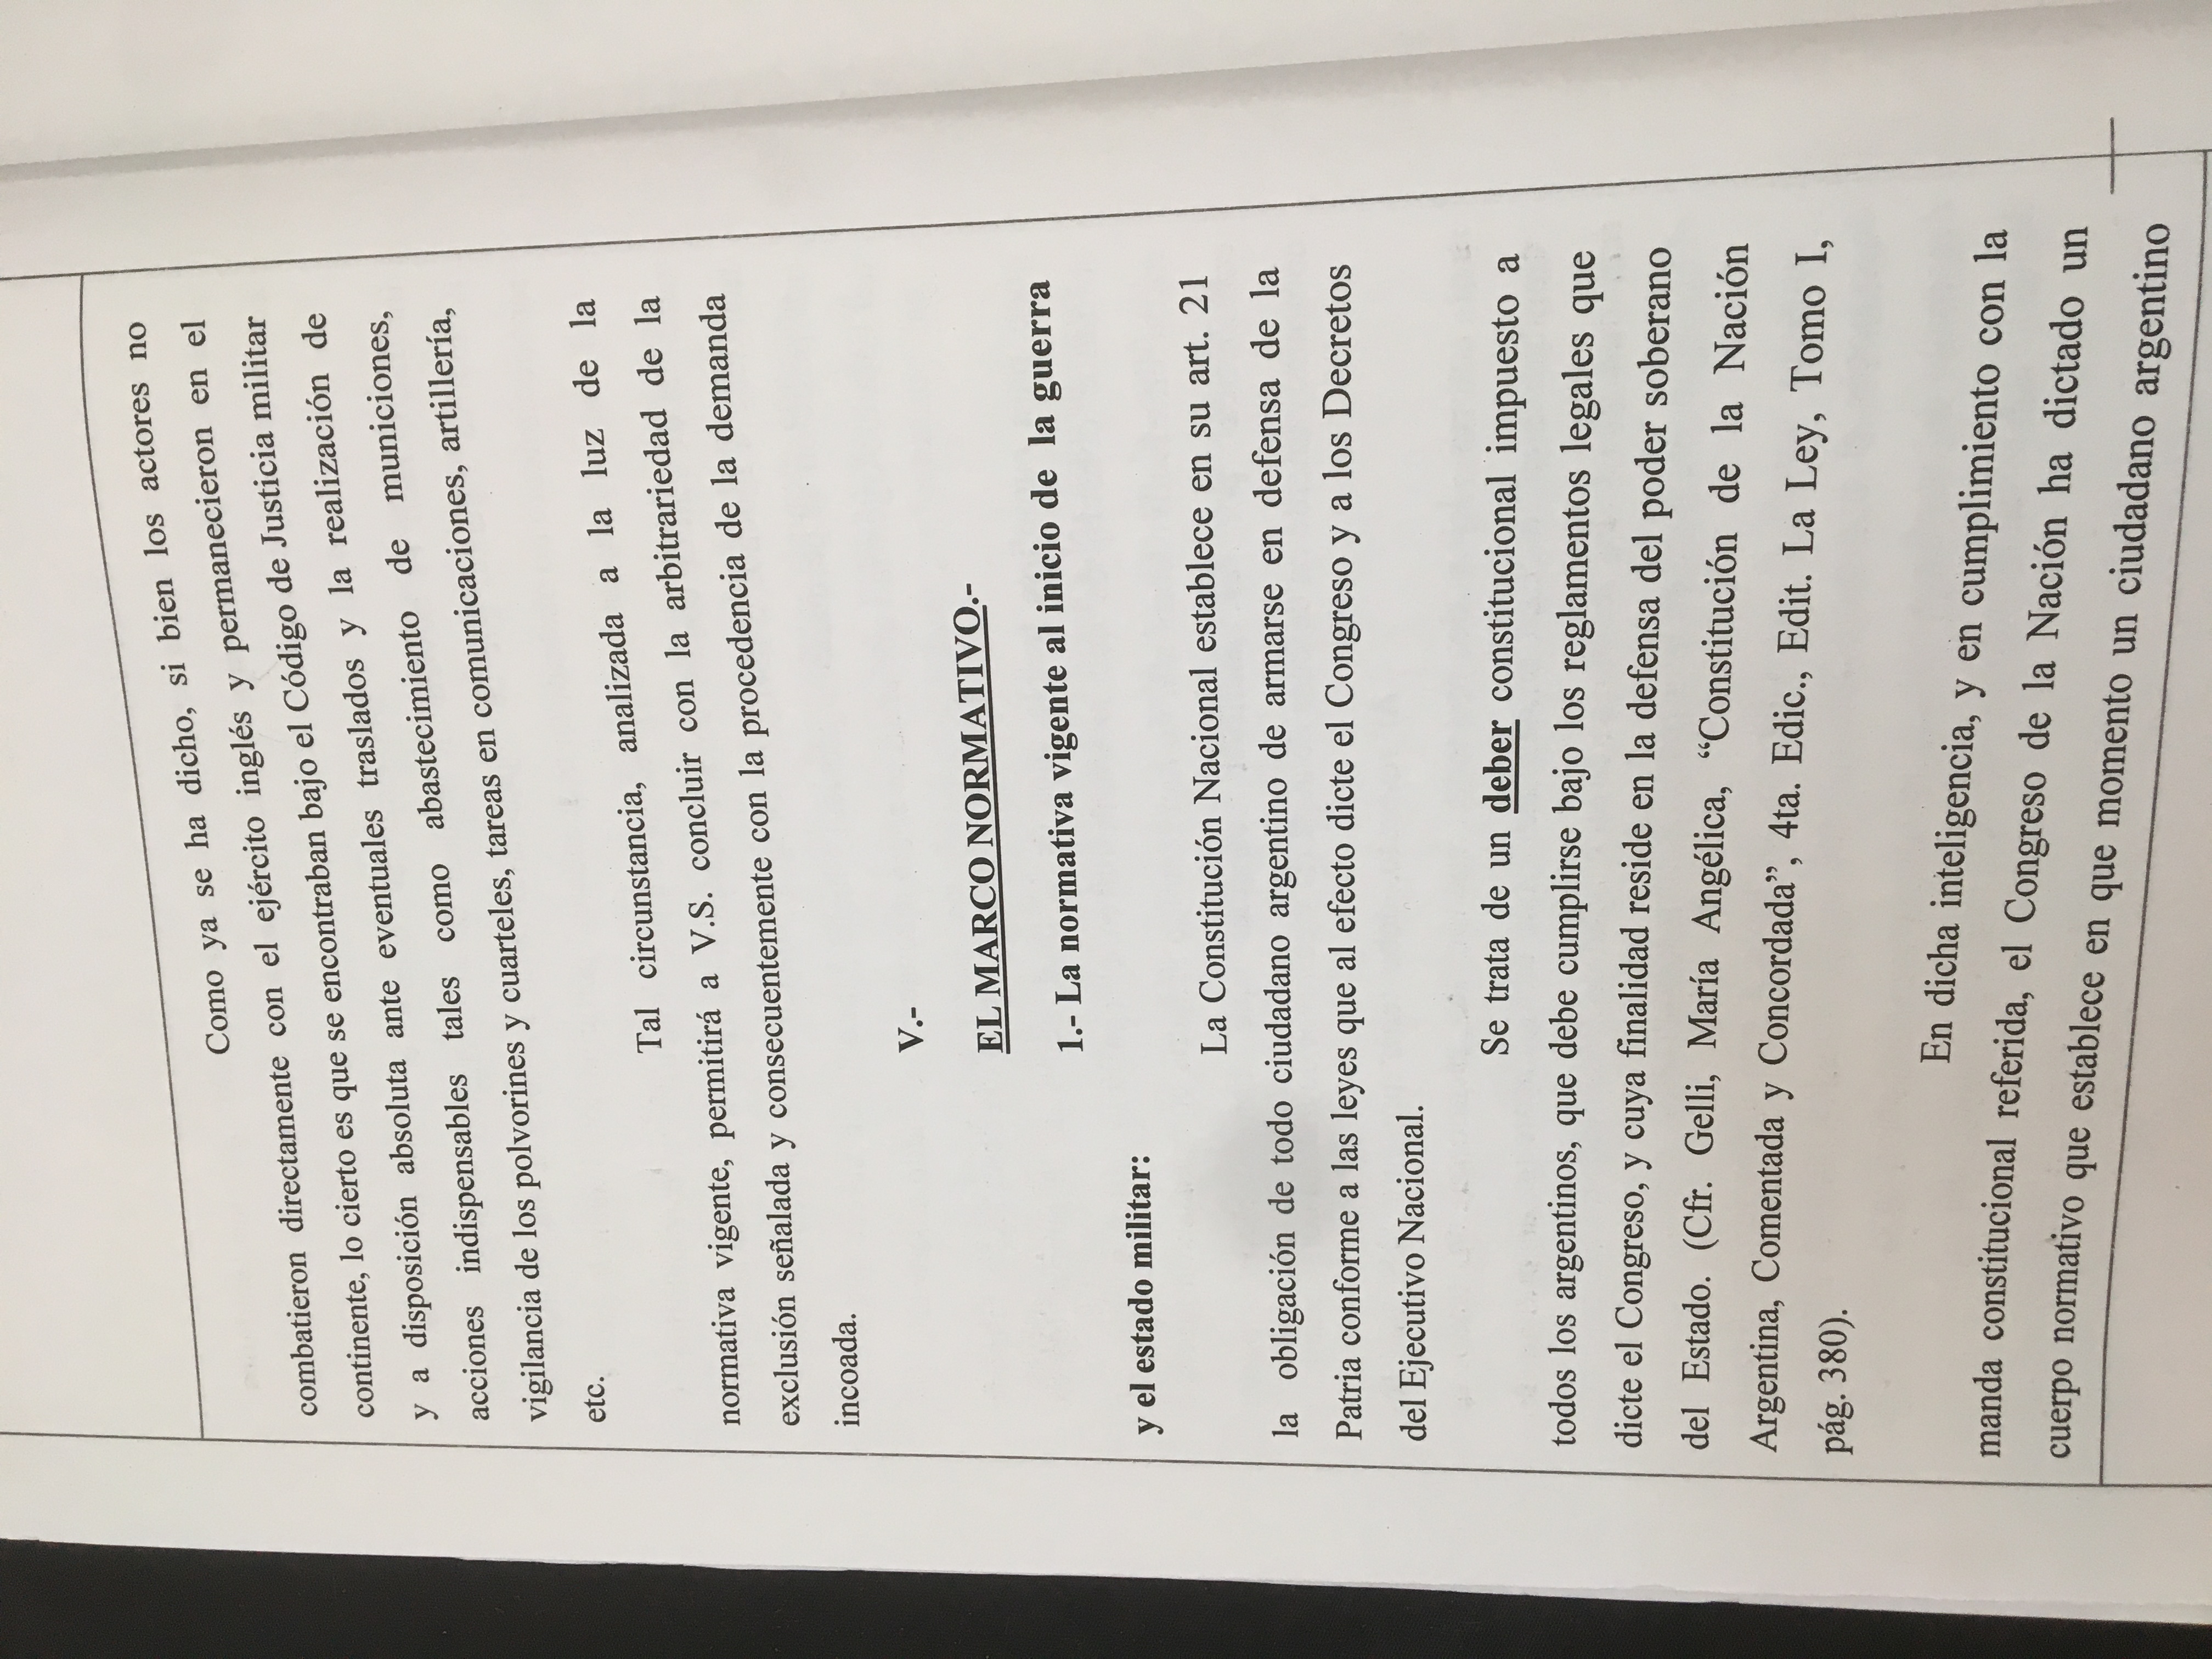 Como ya se ha dicho, si bien los actores no
combatieron directamente con el ejército inglés y permanecieron en el
continente, lo cierto es que se encontraban bajo el Código de Justicia militar
y a disposición absoluta ante eventuales traslados y la realización de
acciones indispensables tales como abastecimiento de municiones,
vigilancia de los polvorines y cuarteles, tareas en comunicaciones, artillería,
etc.
Tal circunstancia, analizada a la luz de la
normativa vigente, permitirá a V.S. concluir con la arbitrariedad de la
exclusión señalada y consecuentemente con la procedencia de la demanda
incoada.
V.-
EL MARCO NORMATIVO.-
1.- La normativa vigente al inicio de la guerra
y el estado militar:
La Constitución Nacional establece en su art. 21
la obligación de todo ciudadano argentino de armarse en defensa de la
Patria conforme a las leyes que al efecto dicte el Congreso y a los Decretos
del Ejecutivo Nacional.
Se trata de un deber constitucional impuesto a
todos los argentinos, que debe cumplirse bajo los reglamentos legales que
dicte el Congreso, y cuya finalidad reside en la defensa del poder soberano
del Estado. (Cfr. Gelli, María Angélica, “Constitución de la Nación
Argentina, Comentada y Concordada”, 4ta. Edic., Edit. La Ley, Tomo I,
pág. 380).
En dicha inteligencia, y en cumplimiento con la
manda constitucional referida, el Congreso de la Nación ha dictado un
cuerpo normativo que establece en que momento un ciudadano argentino